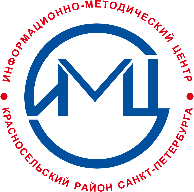 ИНФОРМАЦИОННО-МЕТОДИЧЕСКИЙ ЦЕНТР
ИМЦ
КРАСНОСЕЛЬСКИЙ РАЙОН САНКТ-ПЕТЕРБУРГА